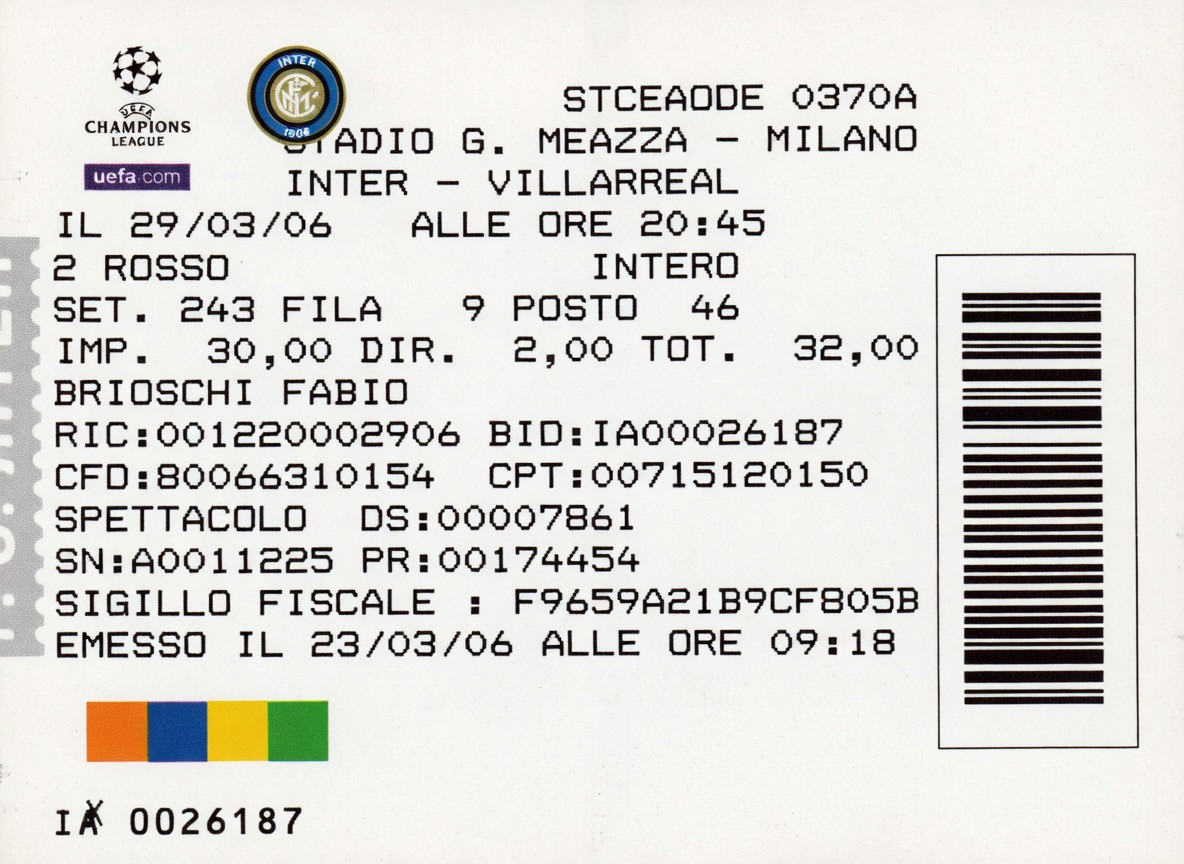 UEFA
CHAMPIONS
LEAGUE
uefa.com
INTER
1908
STCEAODE 0370A
STADIO G. MEAZZA - MILANO
INTER - VILLARREAL
IL 29/03/06 ALLE ORE 20:45
2 ROSSO INTERO
SET. 243 FILA 9 POSTO 46
IMP. 30,00 DIR. 2,00 TOT. 32,00
BRIOSCHI FABIO
RIC:001220002906 BID:IA00026187
CFD:80066310154 CPT:00715120150
SPETTACOLO DS:00007861
SN:A0011225 PR:00174454
SIGILLO FISCALE : F9659A21B9CF805B
EMESSO IL 23/03/06 ALLE ORE 09:18
IA 0026187